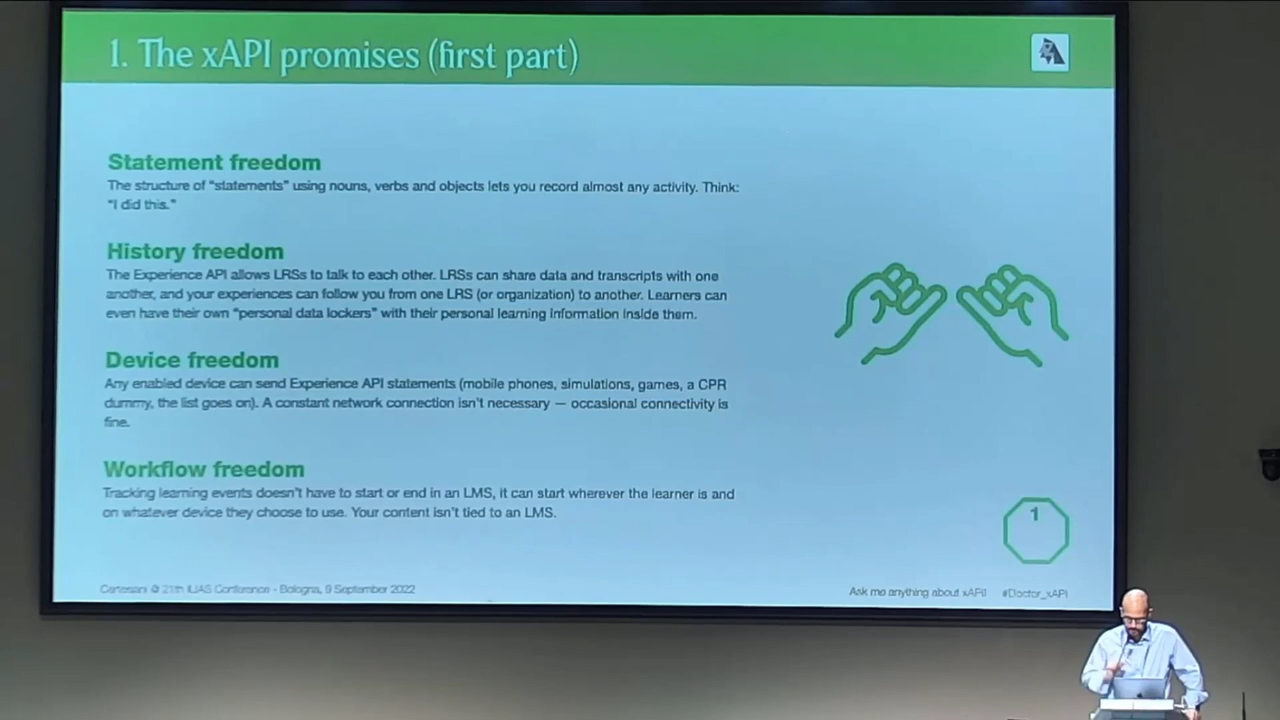 1. The xAPI promises (first part)
Statement freedom
The structure of "statements" using nouns, verbs and objects lets you record almost any activity. Think:
"I did this."
History freedom
The Experience API allows LRSs to talk to each other. LRSs can share data and transcripts with one
another, and your experiences can follow you from one LRS (or organization) to another. Learners can
even have their own "personal data lockers" with their personal learning information inside them.
Device freedom
Any enabled device can send Experience API statements (mobile phones, simulations, games, a CPR
dummy, the list goes on). A constant network connection isn't necessary — occasional connectivity is
fine.
Workflow freedom
Tracking learning events doesn't have to start or end in an LMS, it can start wherever the learner is and
on whatever device they choose to use. Your content isn't tied to an LMS.
1
@ 21th Conference - Bologna, 9 September 2022
Ask me anything about xAPI! #Doctor_xAPI